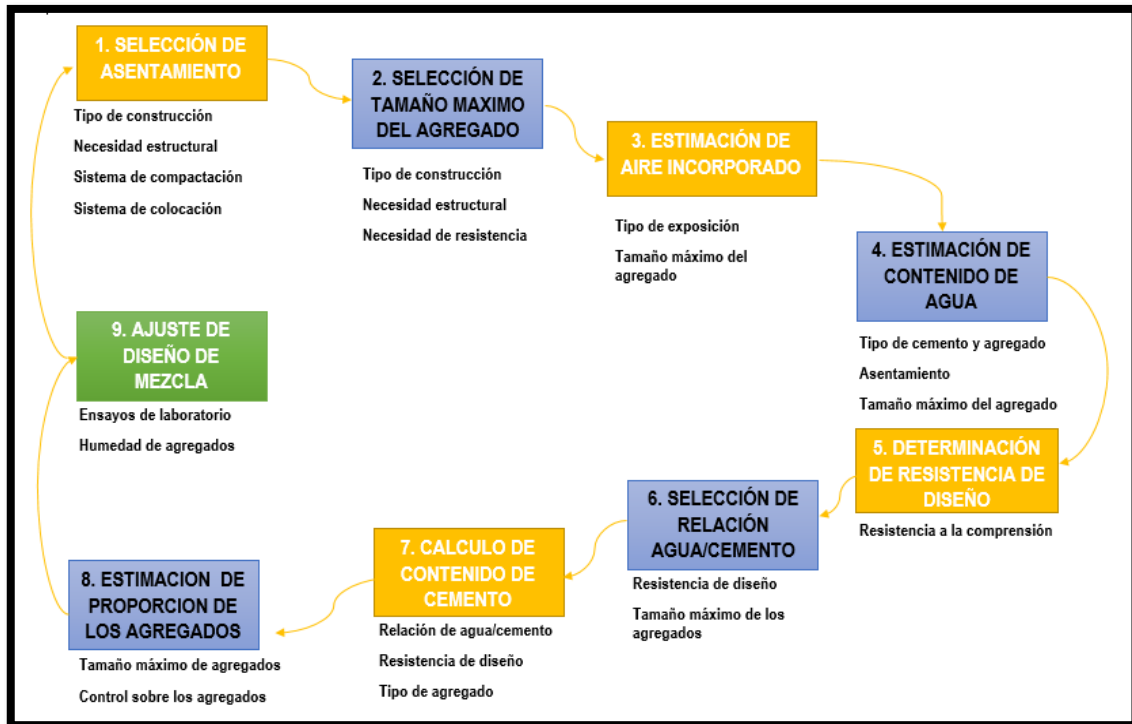 1. SELECCIÓN DE
ASENTAMIENTO
Tipo de construcción
Necesidad estructural
Sistema de compactación
Sistema de colocación
2. SELECCIÓN DE
TAMAÑO MAXIMO
DEL AGREGADO
Tipo de construcción
Necesidad estructural
Necesidad de resistencia
3. ESTIMACIÓN DE
AIRE INCORPORADO
Tipo de exposición
Tamaño máximo del
agregado
4. ESTIMACIÓN DE
CONTENIDO DE
AGUA
Tipo de cemento y agregado
Asentamiento
Tamaño máximo del agregado
5. DETERMINACIÓN
DE RESISTENCIA DE
DISEÑO
Resistencia a la comprensión
6. SELECCIÓN DE
RELACIÓN
AGUA/CEMENTO
Resistencia de diseño
Tamaño máximo de los
agregados
7. CALCULO DE
CONTENIDO DE
CEMENTO
Relación de agua/cemento
Resistencia de diseño
Tipo de agregado
8. ESTIMACION DE
PROPORCION DE
LOS AGREGADOS
Tamaño máximo de agregados
Control sobre los agregados
9. AJUSTE DE
DISEÑO DE
MEZCLA
Ensayos de laboratorio
Humedad de agregados